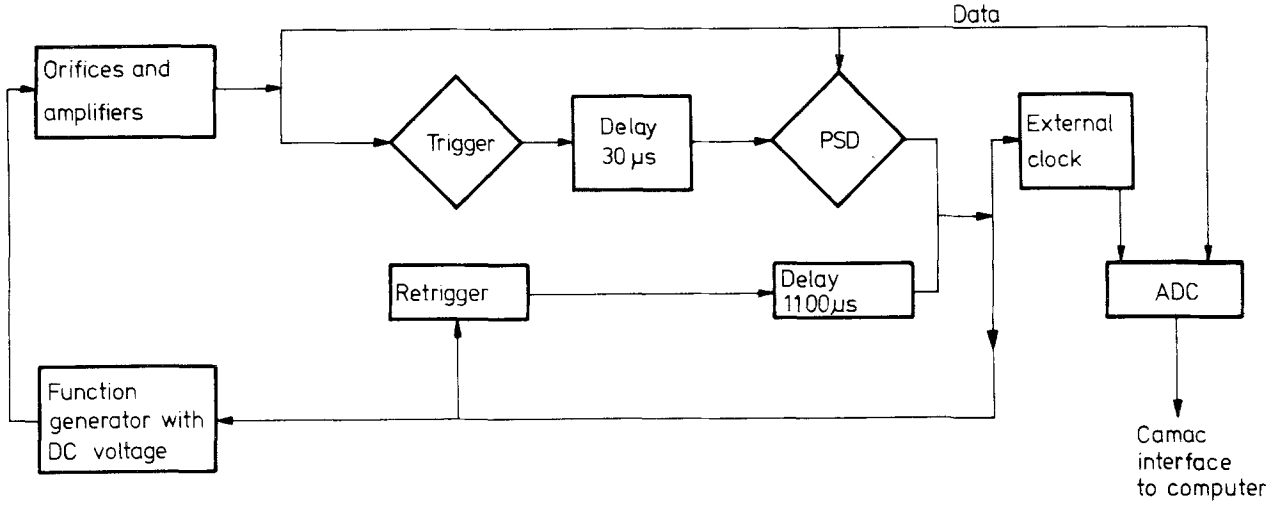 Data
Orifices and
amplifiers
Trigger
Delay
30 µs
PSD
External
clock
Retrigger
Delay
1100µs
ADC
Function
generator with
DC voltage
Camac
interface
to computer